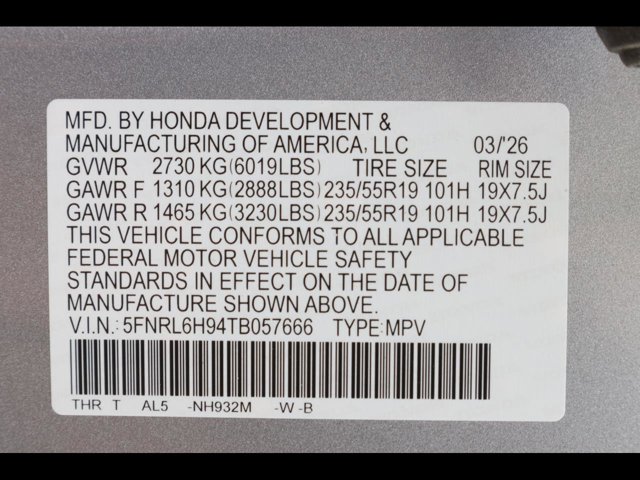 MFD. BY HONDA DEVELOPMENT &
MANUFACTURING OF AMERICA, LLC 03/'26
GVWR 2730 KG(6019LBS) TIRE SIZE RIM SIZE
GAWR F 1310 KG(2888LBS) 235/55R19 101H 19X7.5J
GAWR R 1465 KG(3230LBS) 235/55R19 101H 19X7.5J
THIS VEHICLE CONFORMS TO ALL APPLICABLE
FEDERAL MOTOR VEHICLE SAFETY
STANDARDS IN EFFECT ON THE DATE OF
MANUFACTURE SHOWN ABOVE.
V.I.N.: 5FNRL6H94TB057666 TYPE:MPV
THR T AL5 -NH932M -W -B